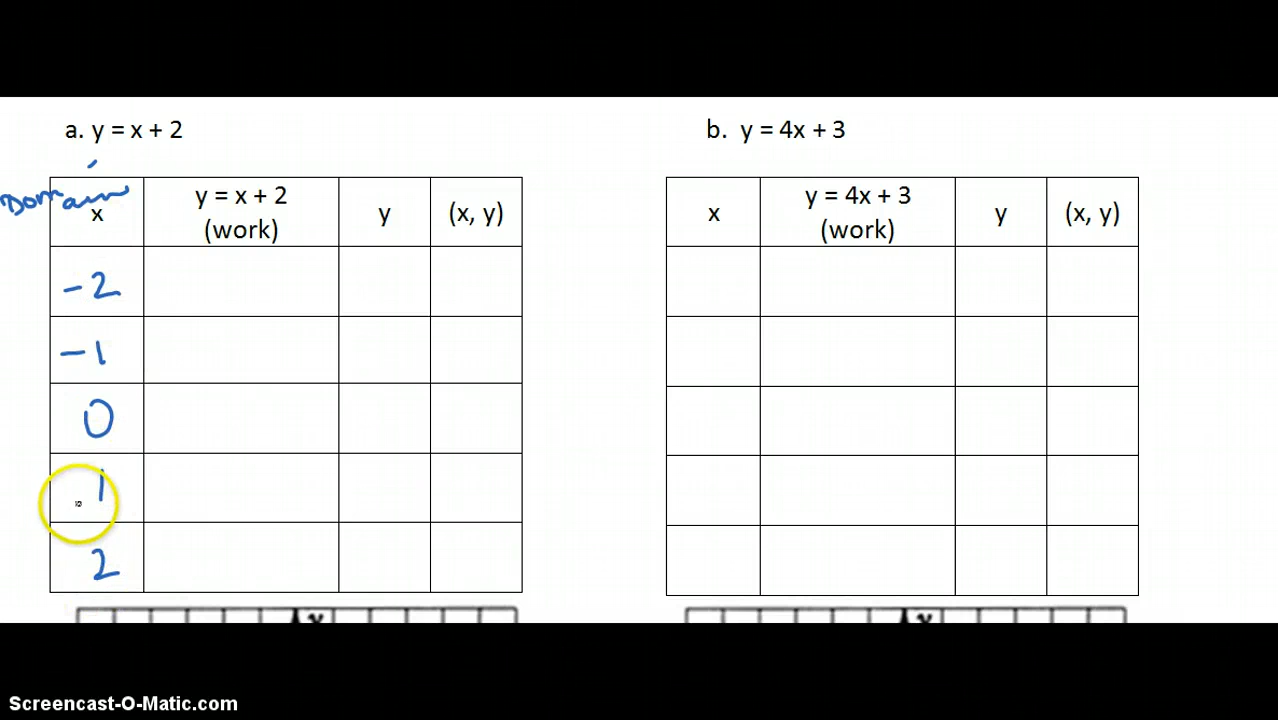 a. y = x + 2
b. y = 4x + 3
Domain
x
y = x + 2
(work)
y
(x, y)
-2
-1
0
1
2
x
y = 4x + 3
(work)
y
(x, y)
y
y
Screencast-O-Matic.com